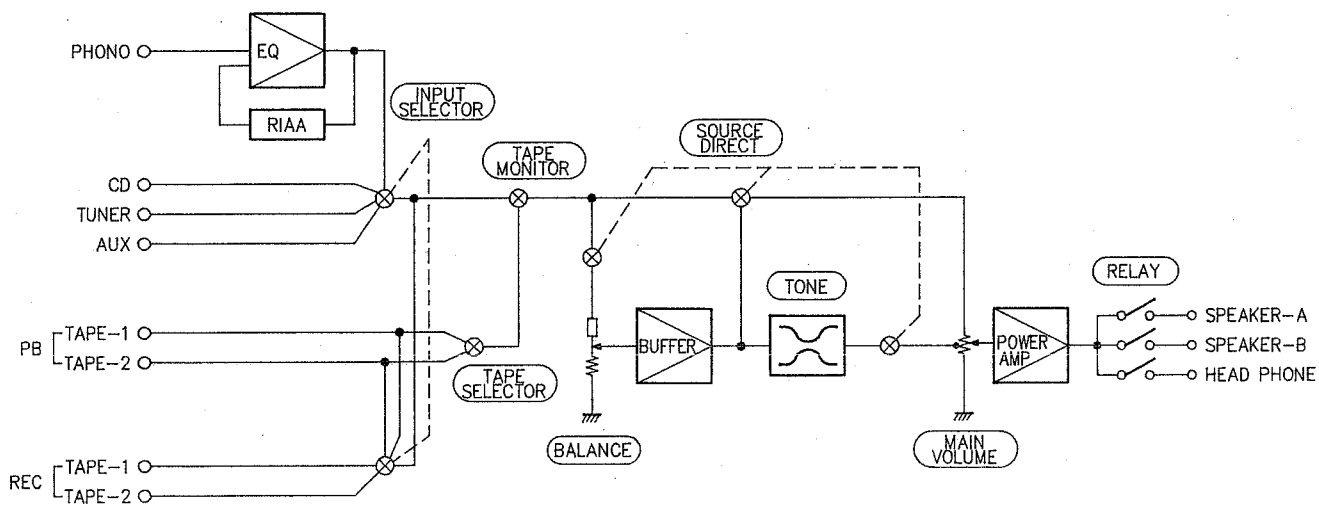 PHONO
EQ
RIAA
INPUT
SELECTOR
CD
TUNER
AUX
TAPE
MONITOR
SOURCE
DIRECT
PB
TAPE-1
TAPE-2
TAPE
SELECTOR
BUFFER
TONE
RELAY
POWER
AMP
SPEAKER-A
SPEAKER-B
HEAD PHONE
BALANCE
MAIN
VOLUME
REC
TAPE-1
TAPE-2